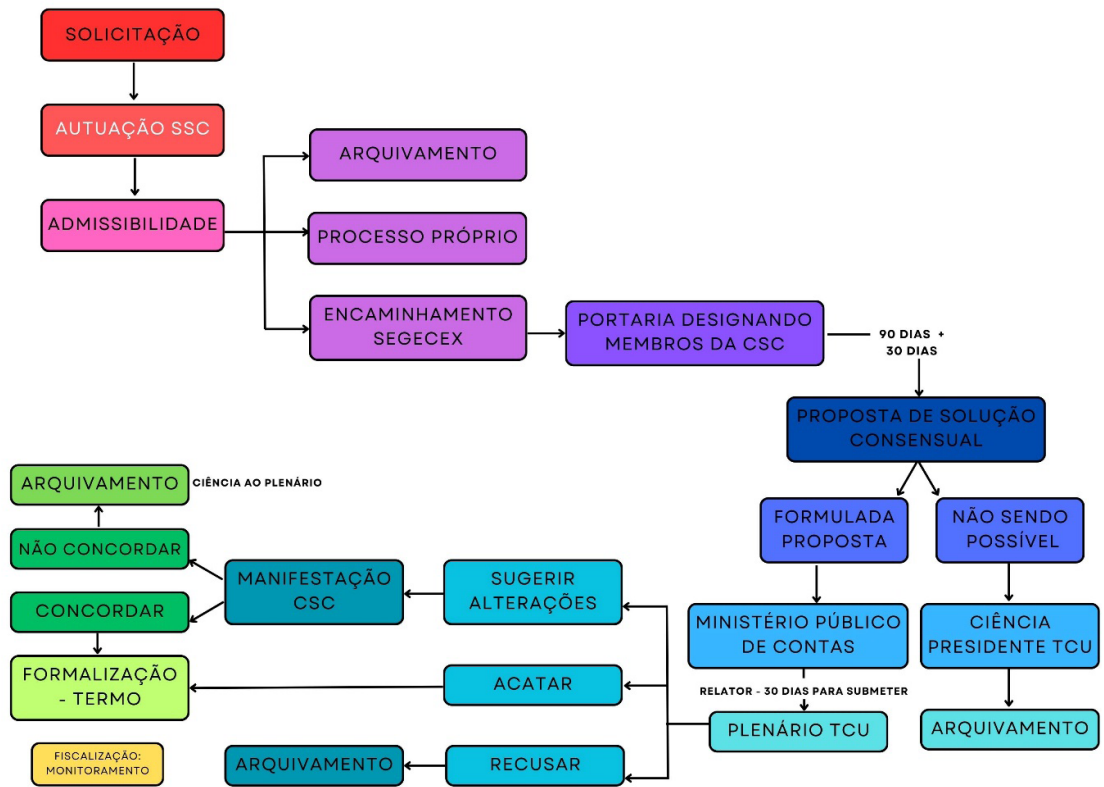 SOLICITAÇÃO
AUTUAÇÃO SSC
ADMISSIBILIDADE
ARQUIVAMENTO
PROCESSO PRÓPRIO
ENCAMINHAMENTO
SEGECEX
PORTARIA DESIGNANDO
MEMBROS DA CSC
90 DIAS +
30 DIAS
PROPOSTA DE SOLUÇÃO
CONSENSUAL
FORMULADA
PROPOSTA
NÃO SENDO
POSSÍVEL
MINISTÉRIO PÚBLICO
DE CONTAS
CIÊNCIA
PRESIDENTE TCU
RELATOR - 30 DIAS PARA SUBMETER
PLENÁRIO TCU
ARQUIVAMENTO
SUGERIR
ALTERAÇÕES
ACATAR
RECUSAR
MANIFESTAÇÃO
CSC
ARQUIVAMENTO
ARQUIVAMENTO
CIÊNCIA AO PLENÁRIO
NÃO CONCORDAR
CONCORDAR
FORMALIZAÇÃO
- TERMO
FISCALIZAÇÃO:
MONITORAMENTO